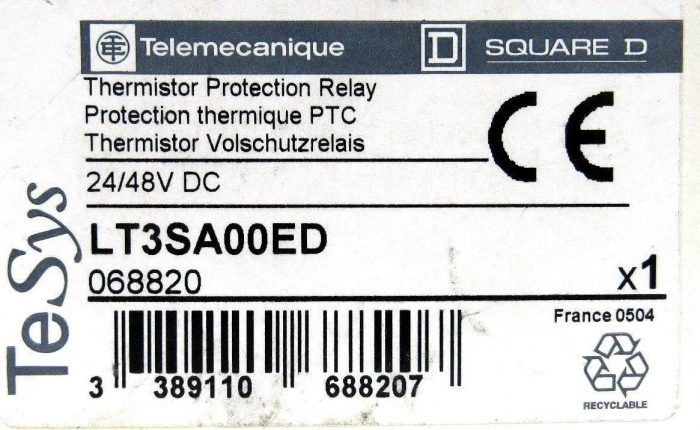 Telemecanique
D SQUARE D
Thermistor Protection Relay
Protection thermique PTC
Thermistor Volschutzrelais
24/48V DC
CE
LT3SA00ED
068820
x1
France 0504
3 389110 688207
RECYCLABLE
TeSys